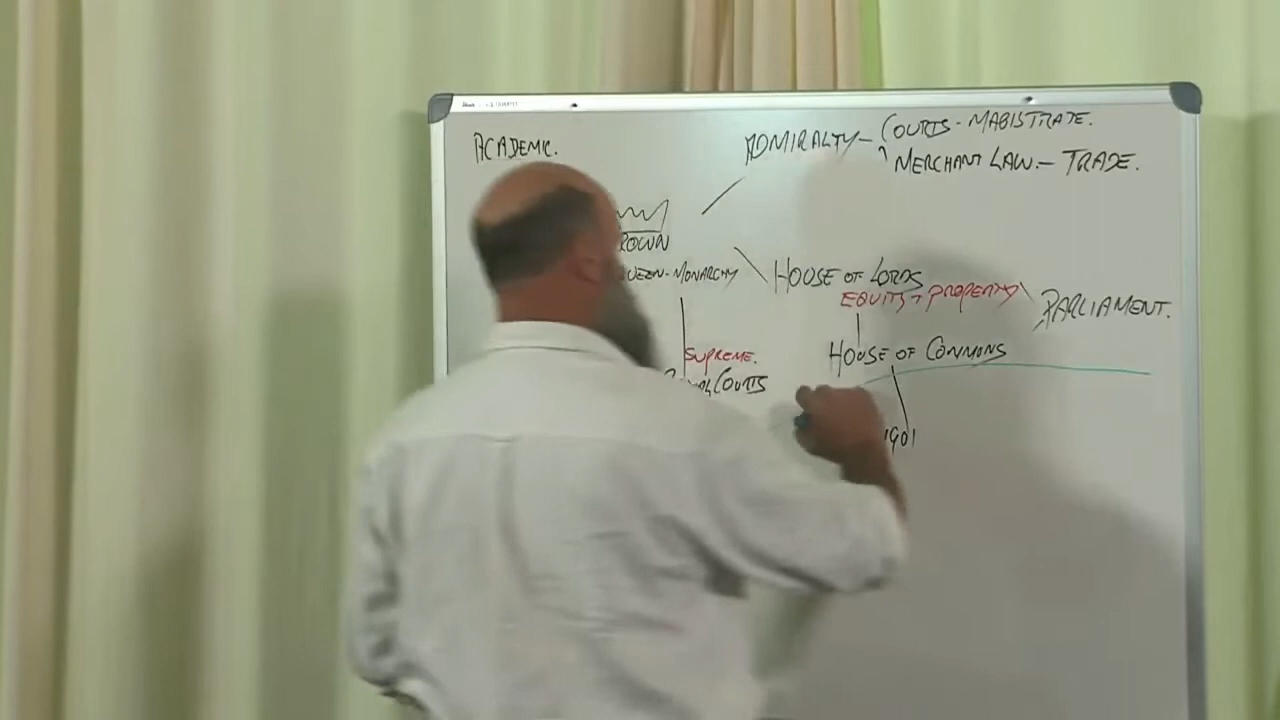 ACADEMIC.
ADMIRALTY - COURTS - MAGISTRATE.
MERCHANT LAW. - TRADE.
ROWN
UEEN - MONARCHY
HOUSE OF LORDS
EQUITY + PROPERTY
PARLIAMENT.
SUPREME.
HOUSE OF COMMONS
COURTS
1901